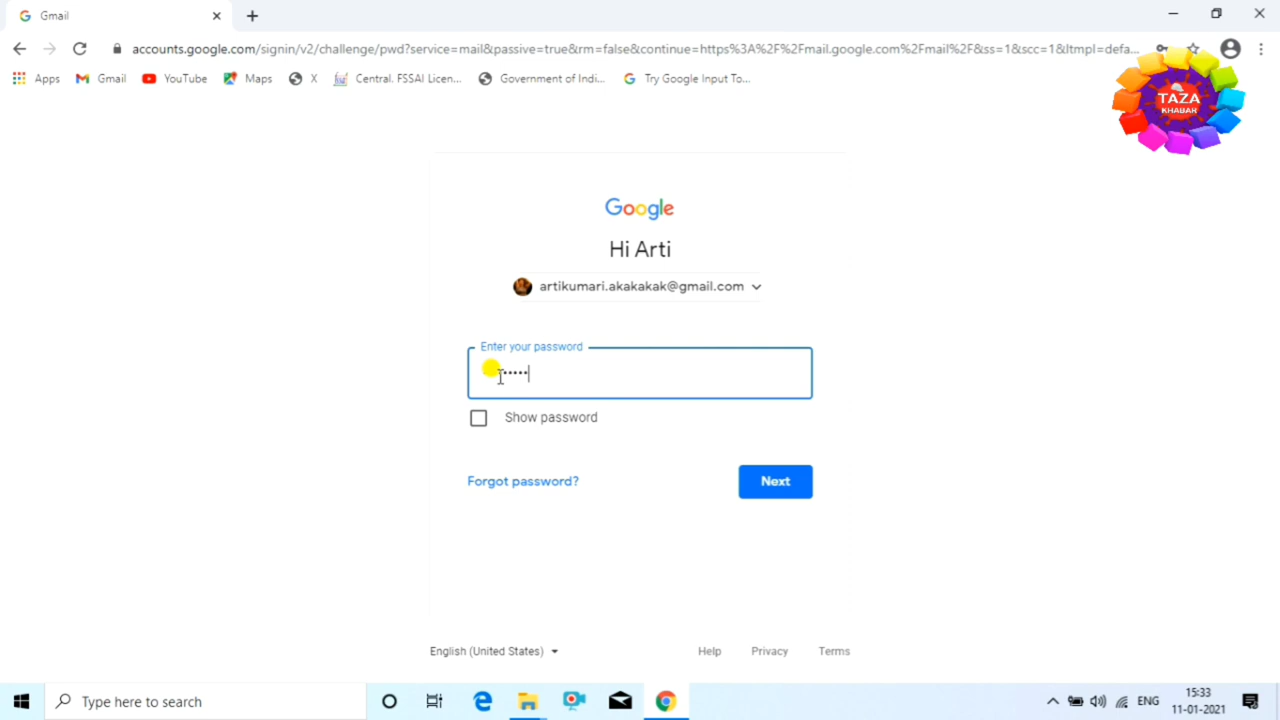 Gmail
accounts.google.com/signin/v2/challenge/pwd?service=mail&passive=true&rm=false&continue=https%3A%2F%2Fmail.google.com%2Fmail%2F&ss=1&scc=1&ltmpl=defa...
Apps Gmail YouTube Maps X Central. FSSAI Licen... Government of Indi... Try Google Input To...
TAZA
KHABAR
Google
Hi Arti
artikumari.akakakak@gmail.com
Enter your password
Show password
Forgot password? Next
English (United States) Help Privacy Terms
Type here to search ENG 15:33
11-01-2021